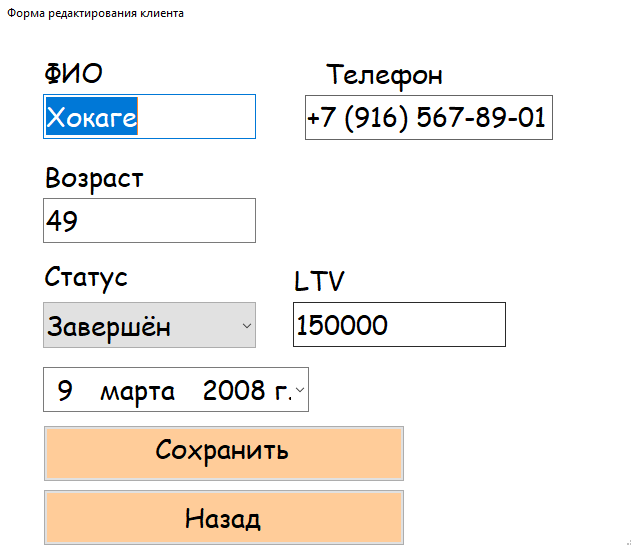 Форма редактирования клиента
ФИО Телефон
Хокаге +7 (916) 567-89-01
Возраст
49
Статус LTV
Завершён 150000
9 марта 2008 г.
Сохранить
Назад